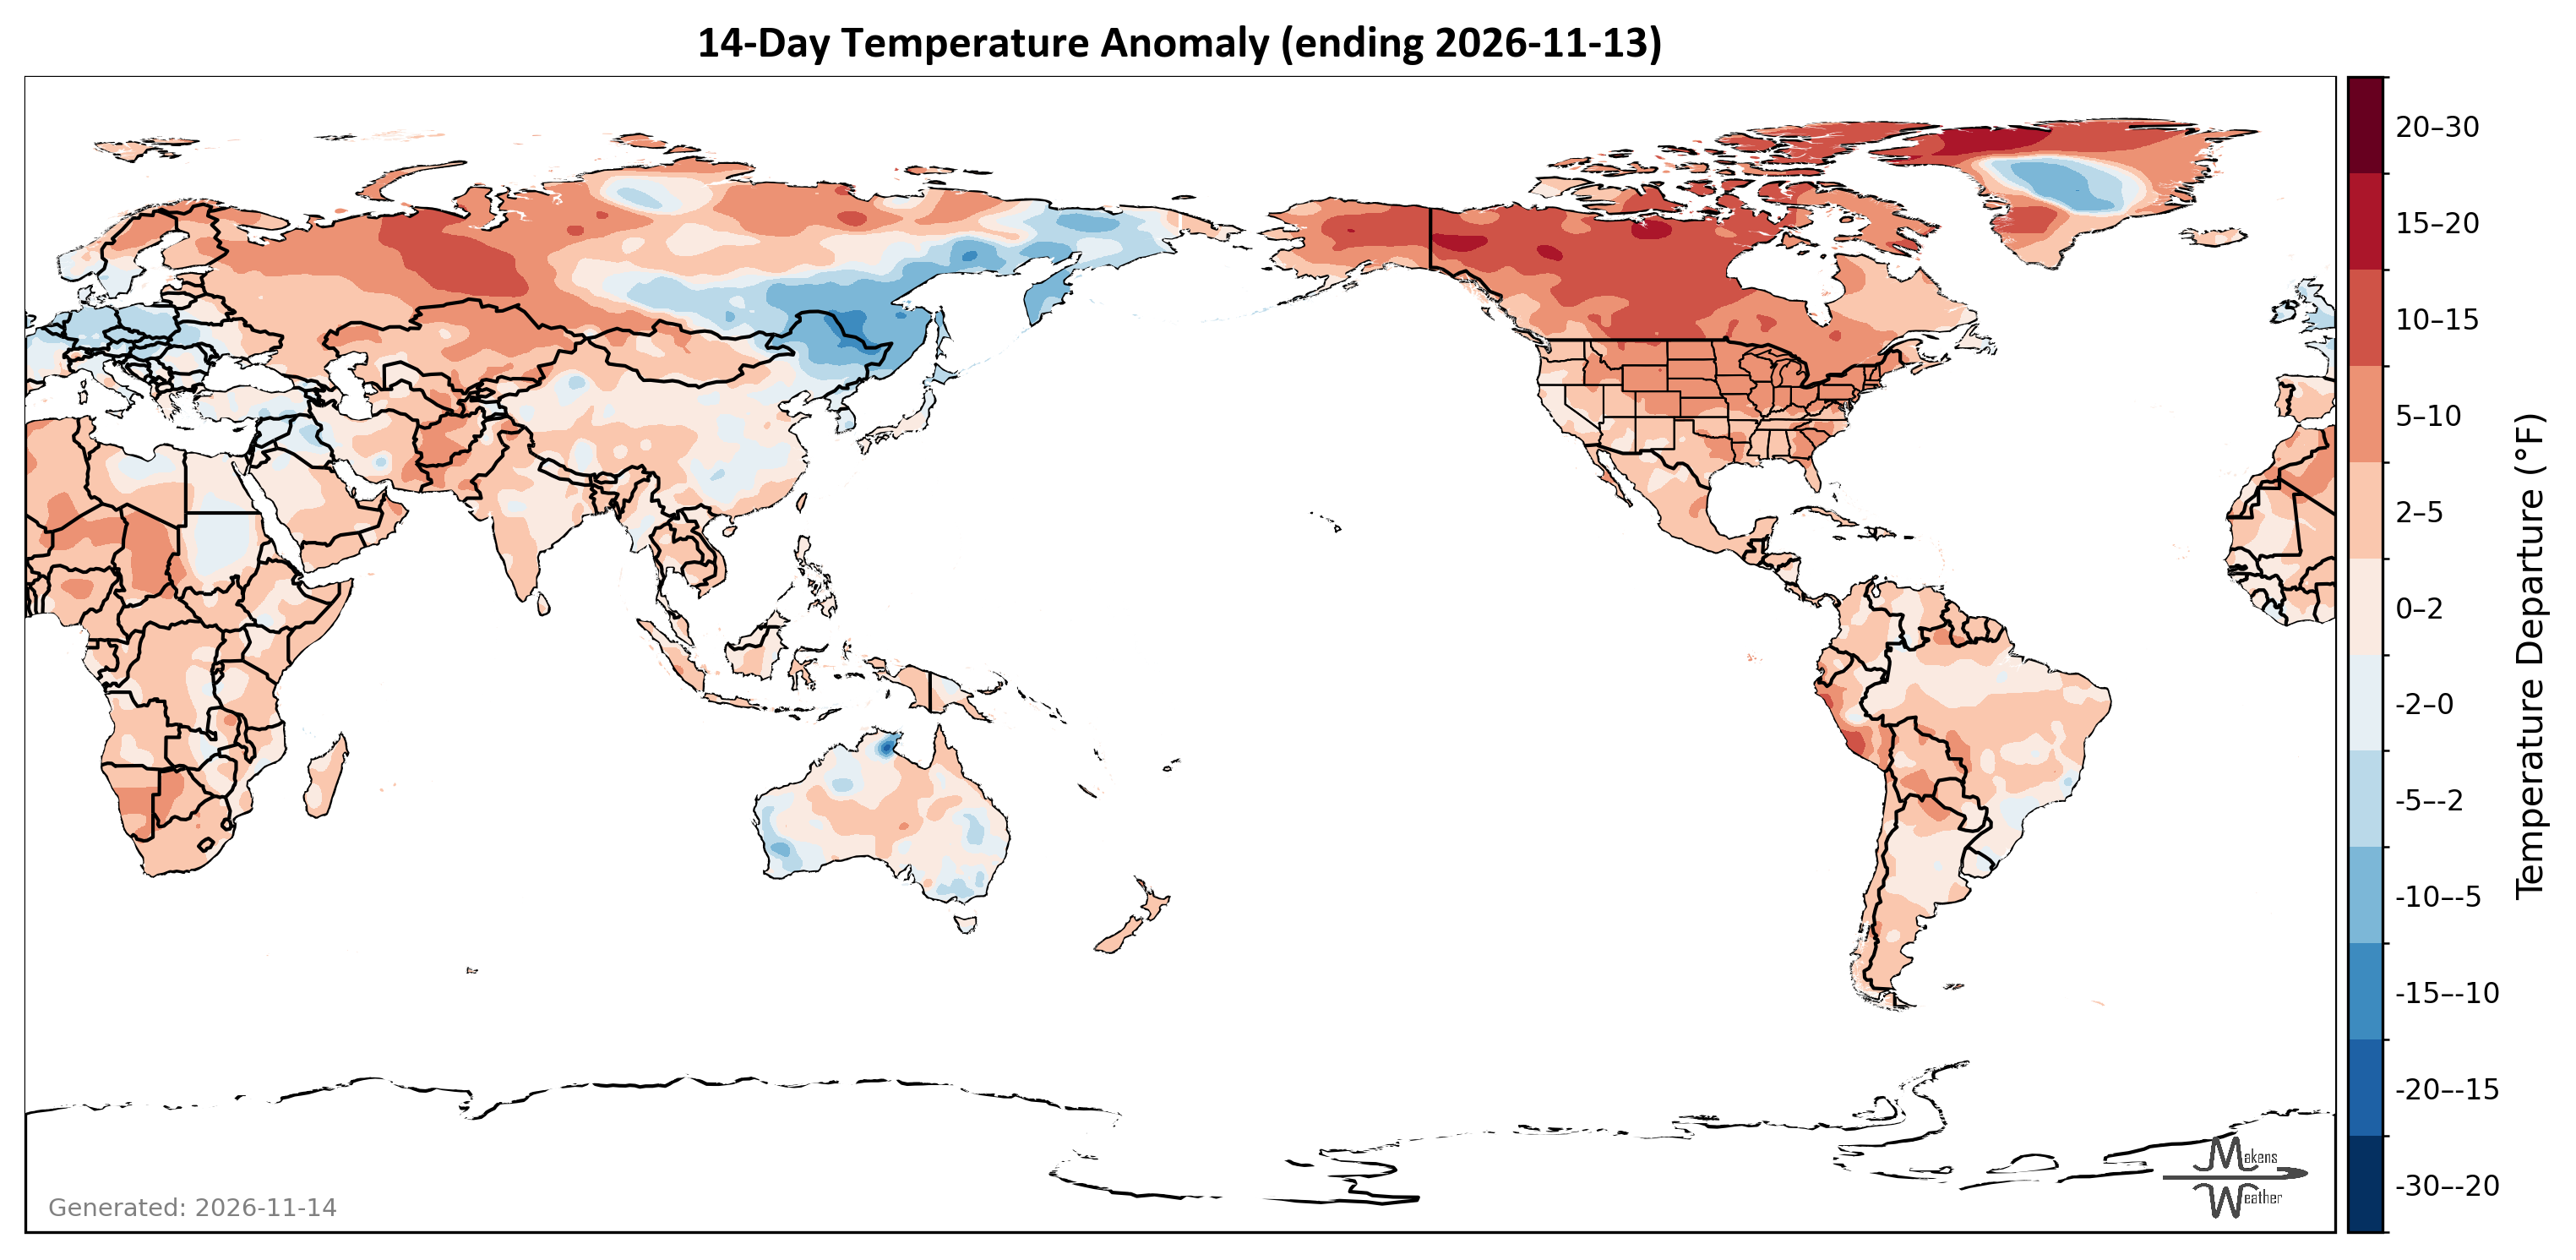 14-Day Temperature Anomaly (ending 2026-11-13)
20–30
15–20
10–15
5–10
2–5
0–2
-2–0
-5–-2
-10–-5
-15–-10
-20–-15
-30–-20
Temperature Departure (°F)
Generated: 2026-11-14
Makens
Weather